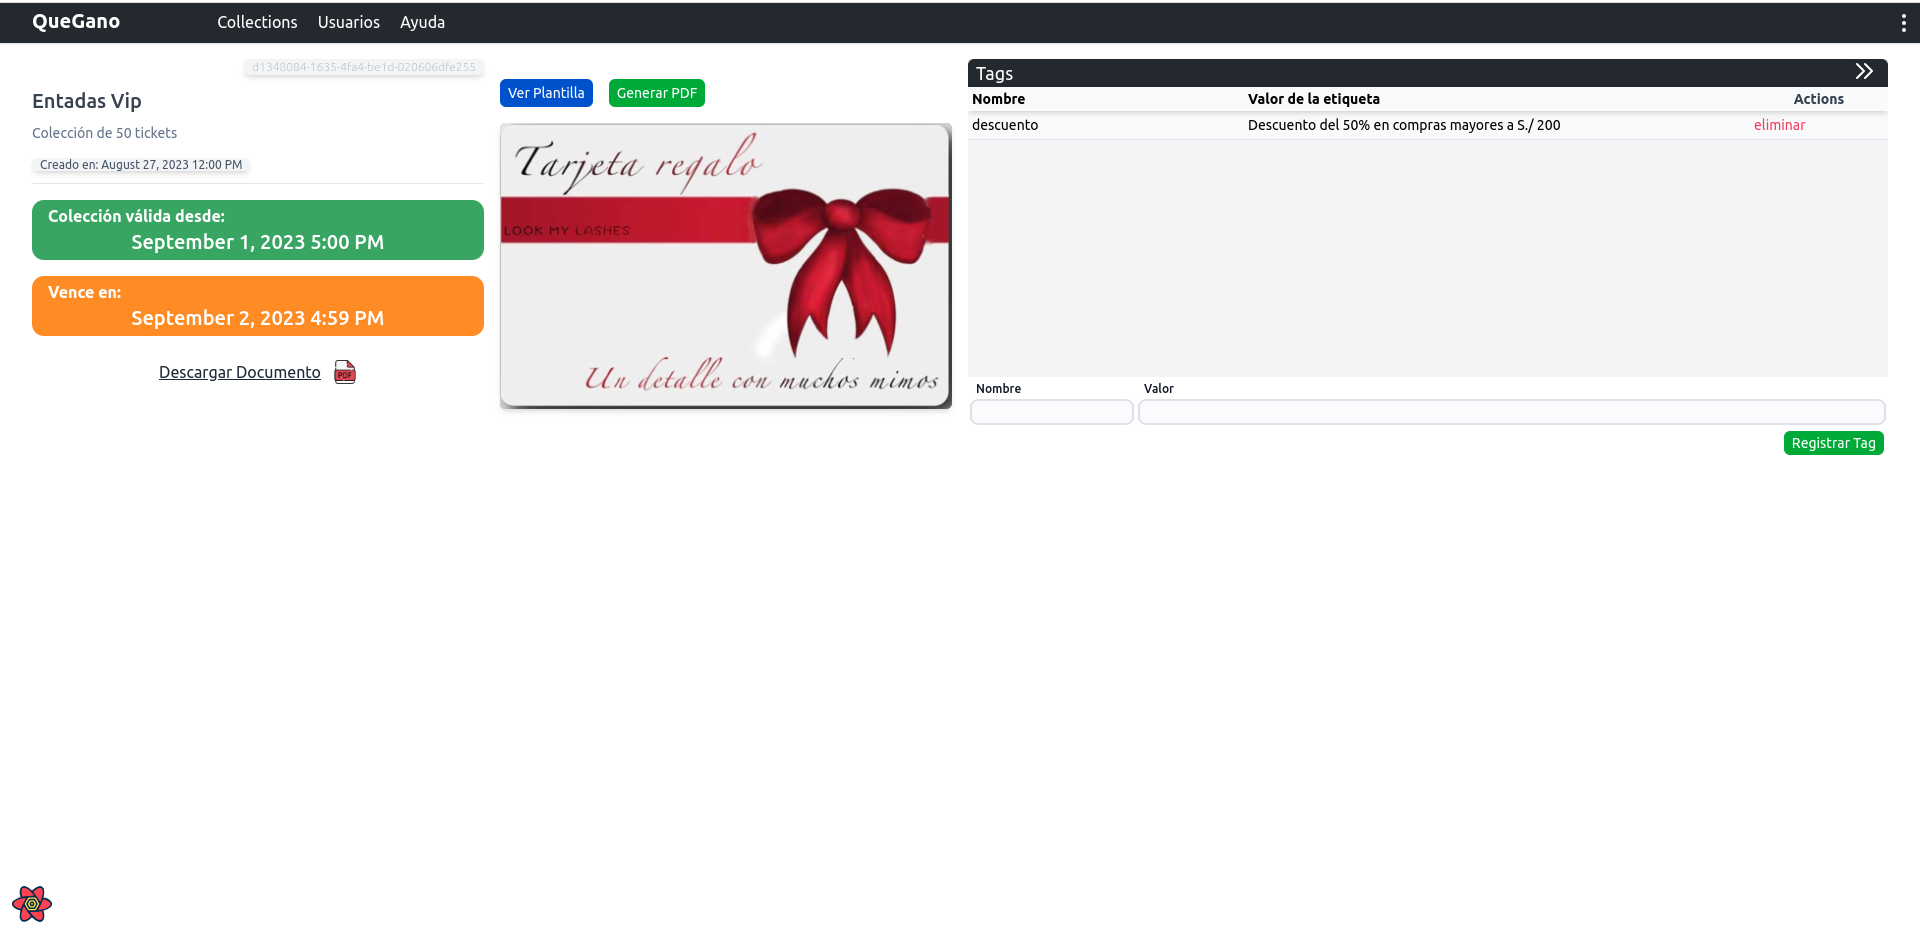 QueGano
Collections Usuarios Ayuda
d1348084-1635-4fa4-be1d-020606dfe255
Entadas Vip
Colección de 50 tickets
Creado en: August 27, 2023 12:00 PM
Colección válida desde:
September 1, 2023 5:00 PM
Vence en:
September 2, 2023 4:59 PM
Descargar Documento
PDF
Ver Plantilla Generar PDF
Tarjeta regalo
LOOK MY LASHES
Un detalle con muchos mimos
Tags
Nombre Valor de la etiqueta Actions
descuento Descuento del 50% en compras mayores a S./ 200 eliminar
Nombre Valor
Registrar Tag